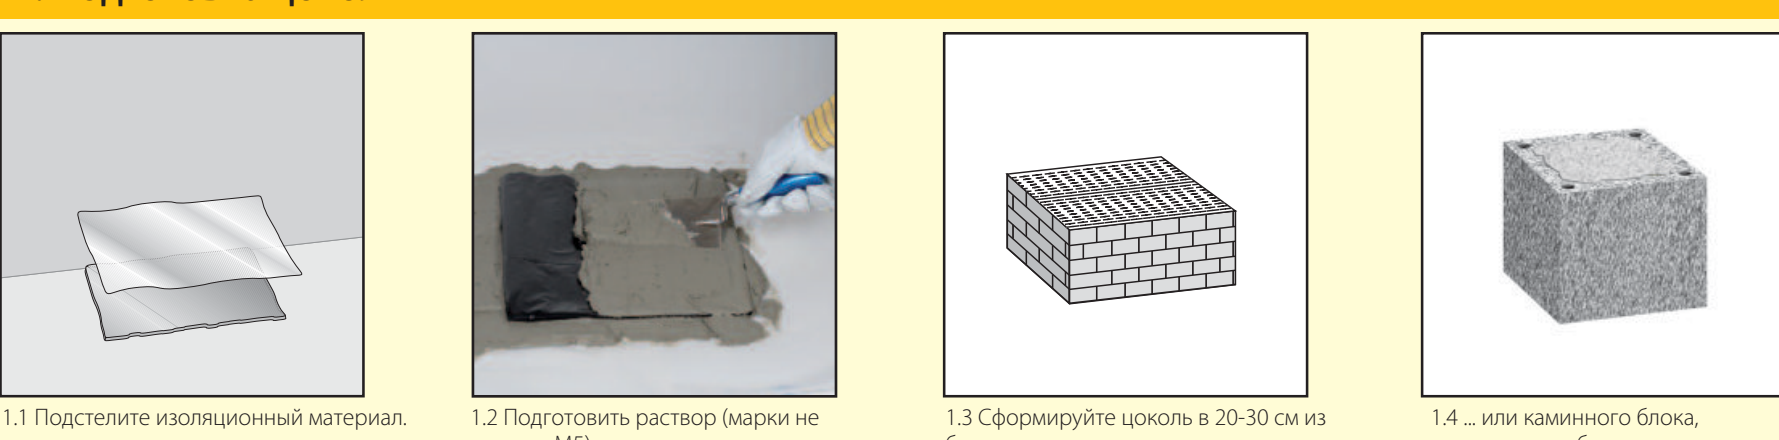 1.1 Подстелите изоляционный материал.
1.2 Подготовить раствор (марки не
1.3 Сформируйте цоколь в 20-30 см из
1.4 ... или каминного блока,